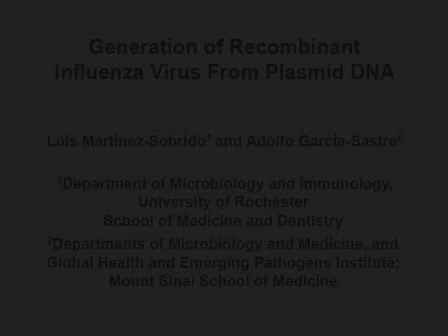 Generation of Recombinant
Influenza Virus From Plasmid DNA
Luis Martinez-Sobrido¹ and Adolfo Garcia-Sastre²
¹Department of Microbiology and Immunology,
University of Rochester
School of Medicine and Dentistry
²Departments of Microbiology and Medicine, and
Global Health and Emerging Pathogens Institute;
Mount Sinai School of Medicine